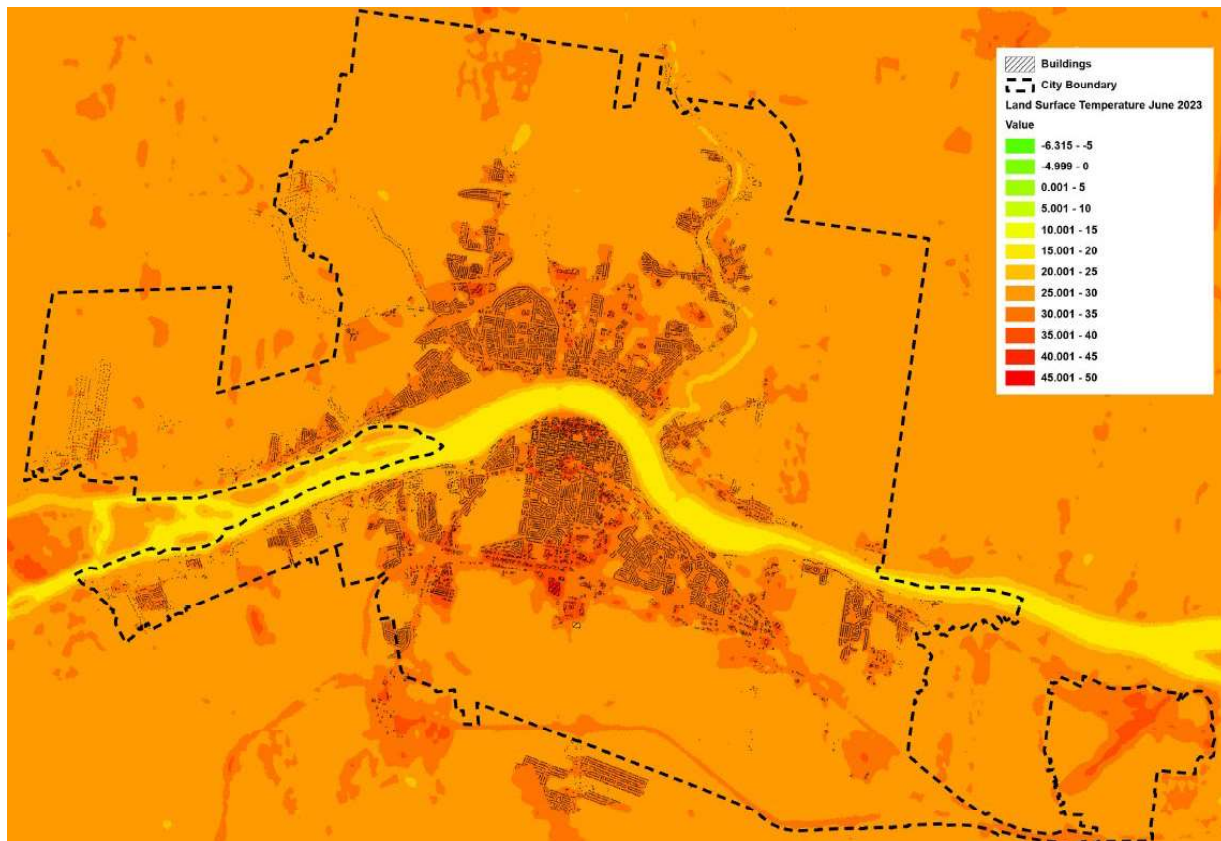 Buildings
City Boundary
Land Surface Temperature June 2023
Value
-6.315 - -5
-4.999 - 0
0.001 - 5
5.001 - 10
10.001 - 15
15.001 - 20
20.001 - 25
25.001 - 30
30.001 - 35
35.001 - 40
40.001 - 45
45.001 - 50